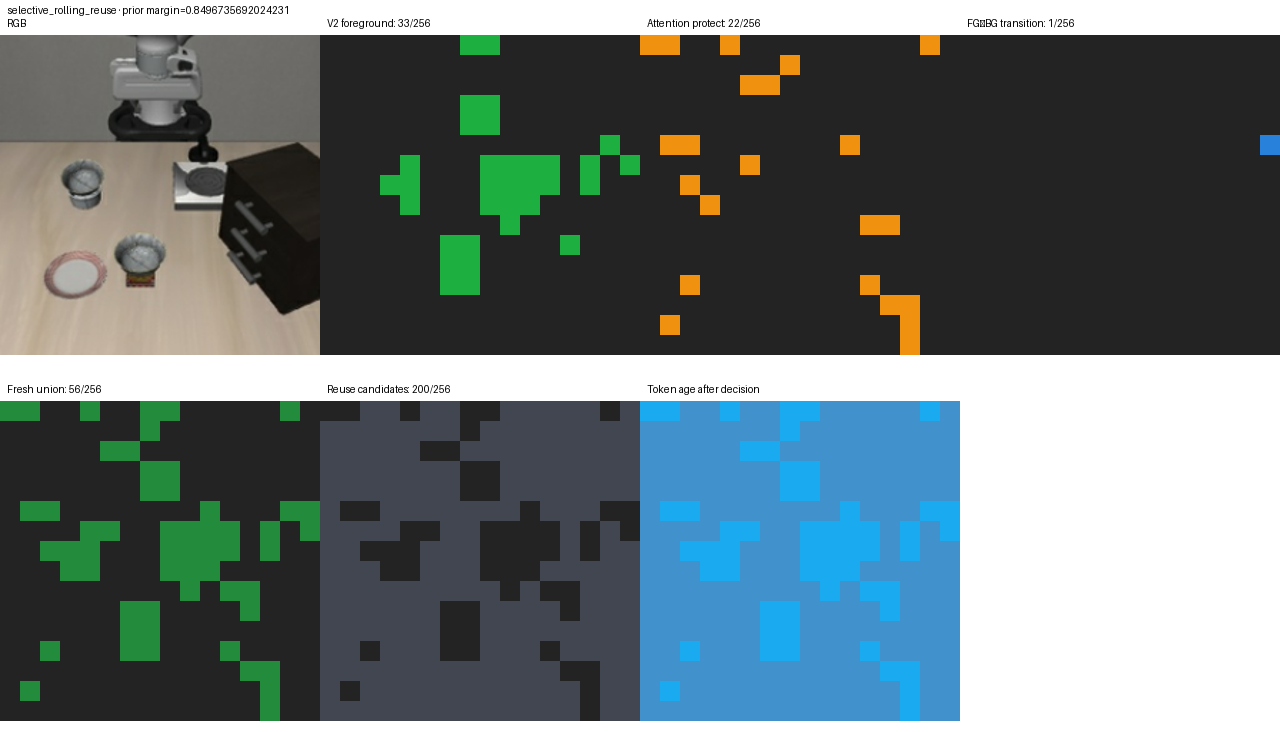 selective_rolling_reuse · prior margin=0.8496735692024231
RGB
V2 foreground: 33/256
Attention protect: 22/256
BG transition: 1/256
Fresh union: 56/256
Reuse candidates: 200/256
Token age after decision